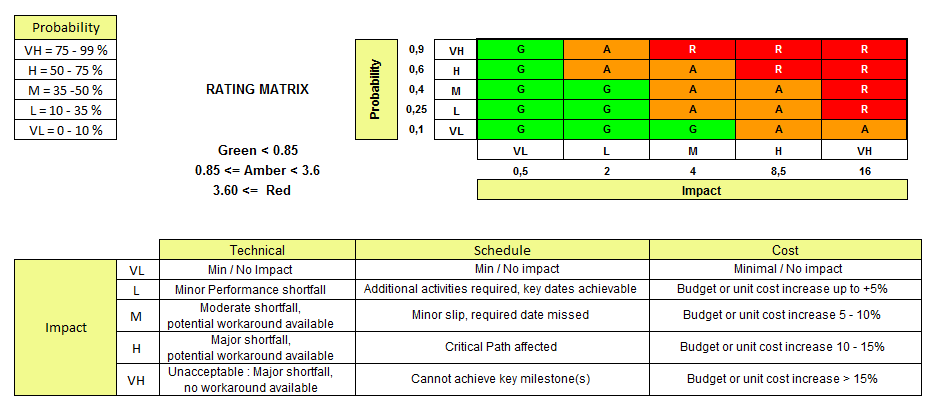 Probability
VH = 75 - 99 %
H = 50 - 75 %
M = 35 -50 %
L = 10 - 35 %
VL = 0 - 10 %
RATING MATRIX
Green < 0.85
0.85 <= Amber < 3.6
3.60 <= Red
Probability
0,9 VH G A R R R
0,6 H G A A R R
0,4 M G G A A R
0,25 L G G A A R
0,1 VL G G G A A
VL L M H VH
0,5 2 4 8,5 16
Impact
Technical Schedule Cost
Impact
VL Min / No Impact Min / No impact Minimal / No impact
L Minor Performance shortfall Additional activities required, key dates achievable Budget or unit cost increase up to +5%
M Moderate shortfall,
potential workaround available Minor slip, required date missed Budget or unit cost increase 5 - 10%
H Major shortfall,
potential workaround available Critical Path affected Budget or unit cost increase 10 - 15%
VH Unacceptable : Major shortfall,
no workaround available Cannot achieve key milestone(s) Budget or unit cost increase > 15%